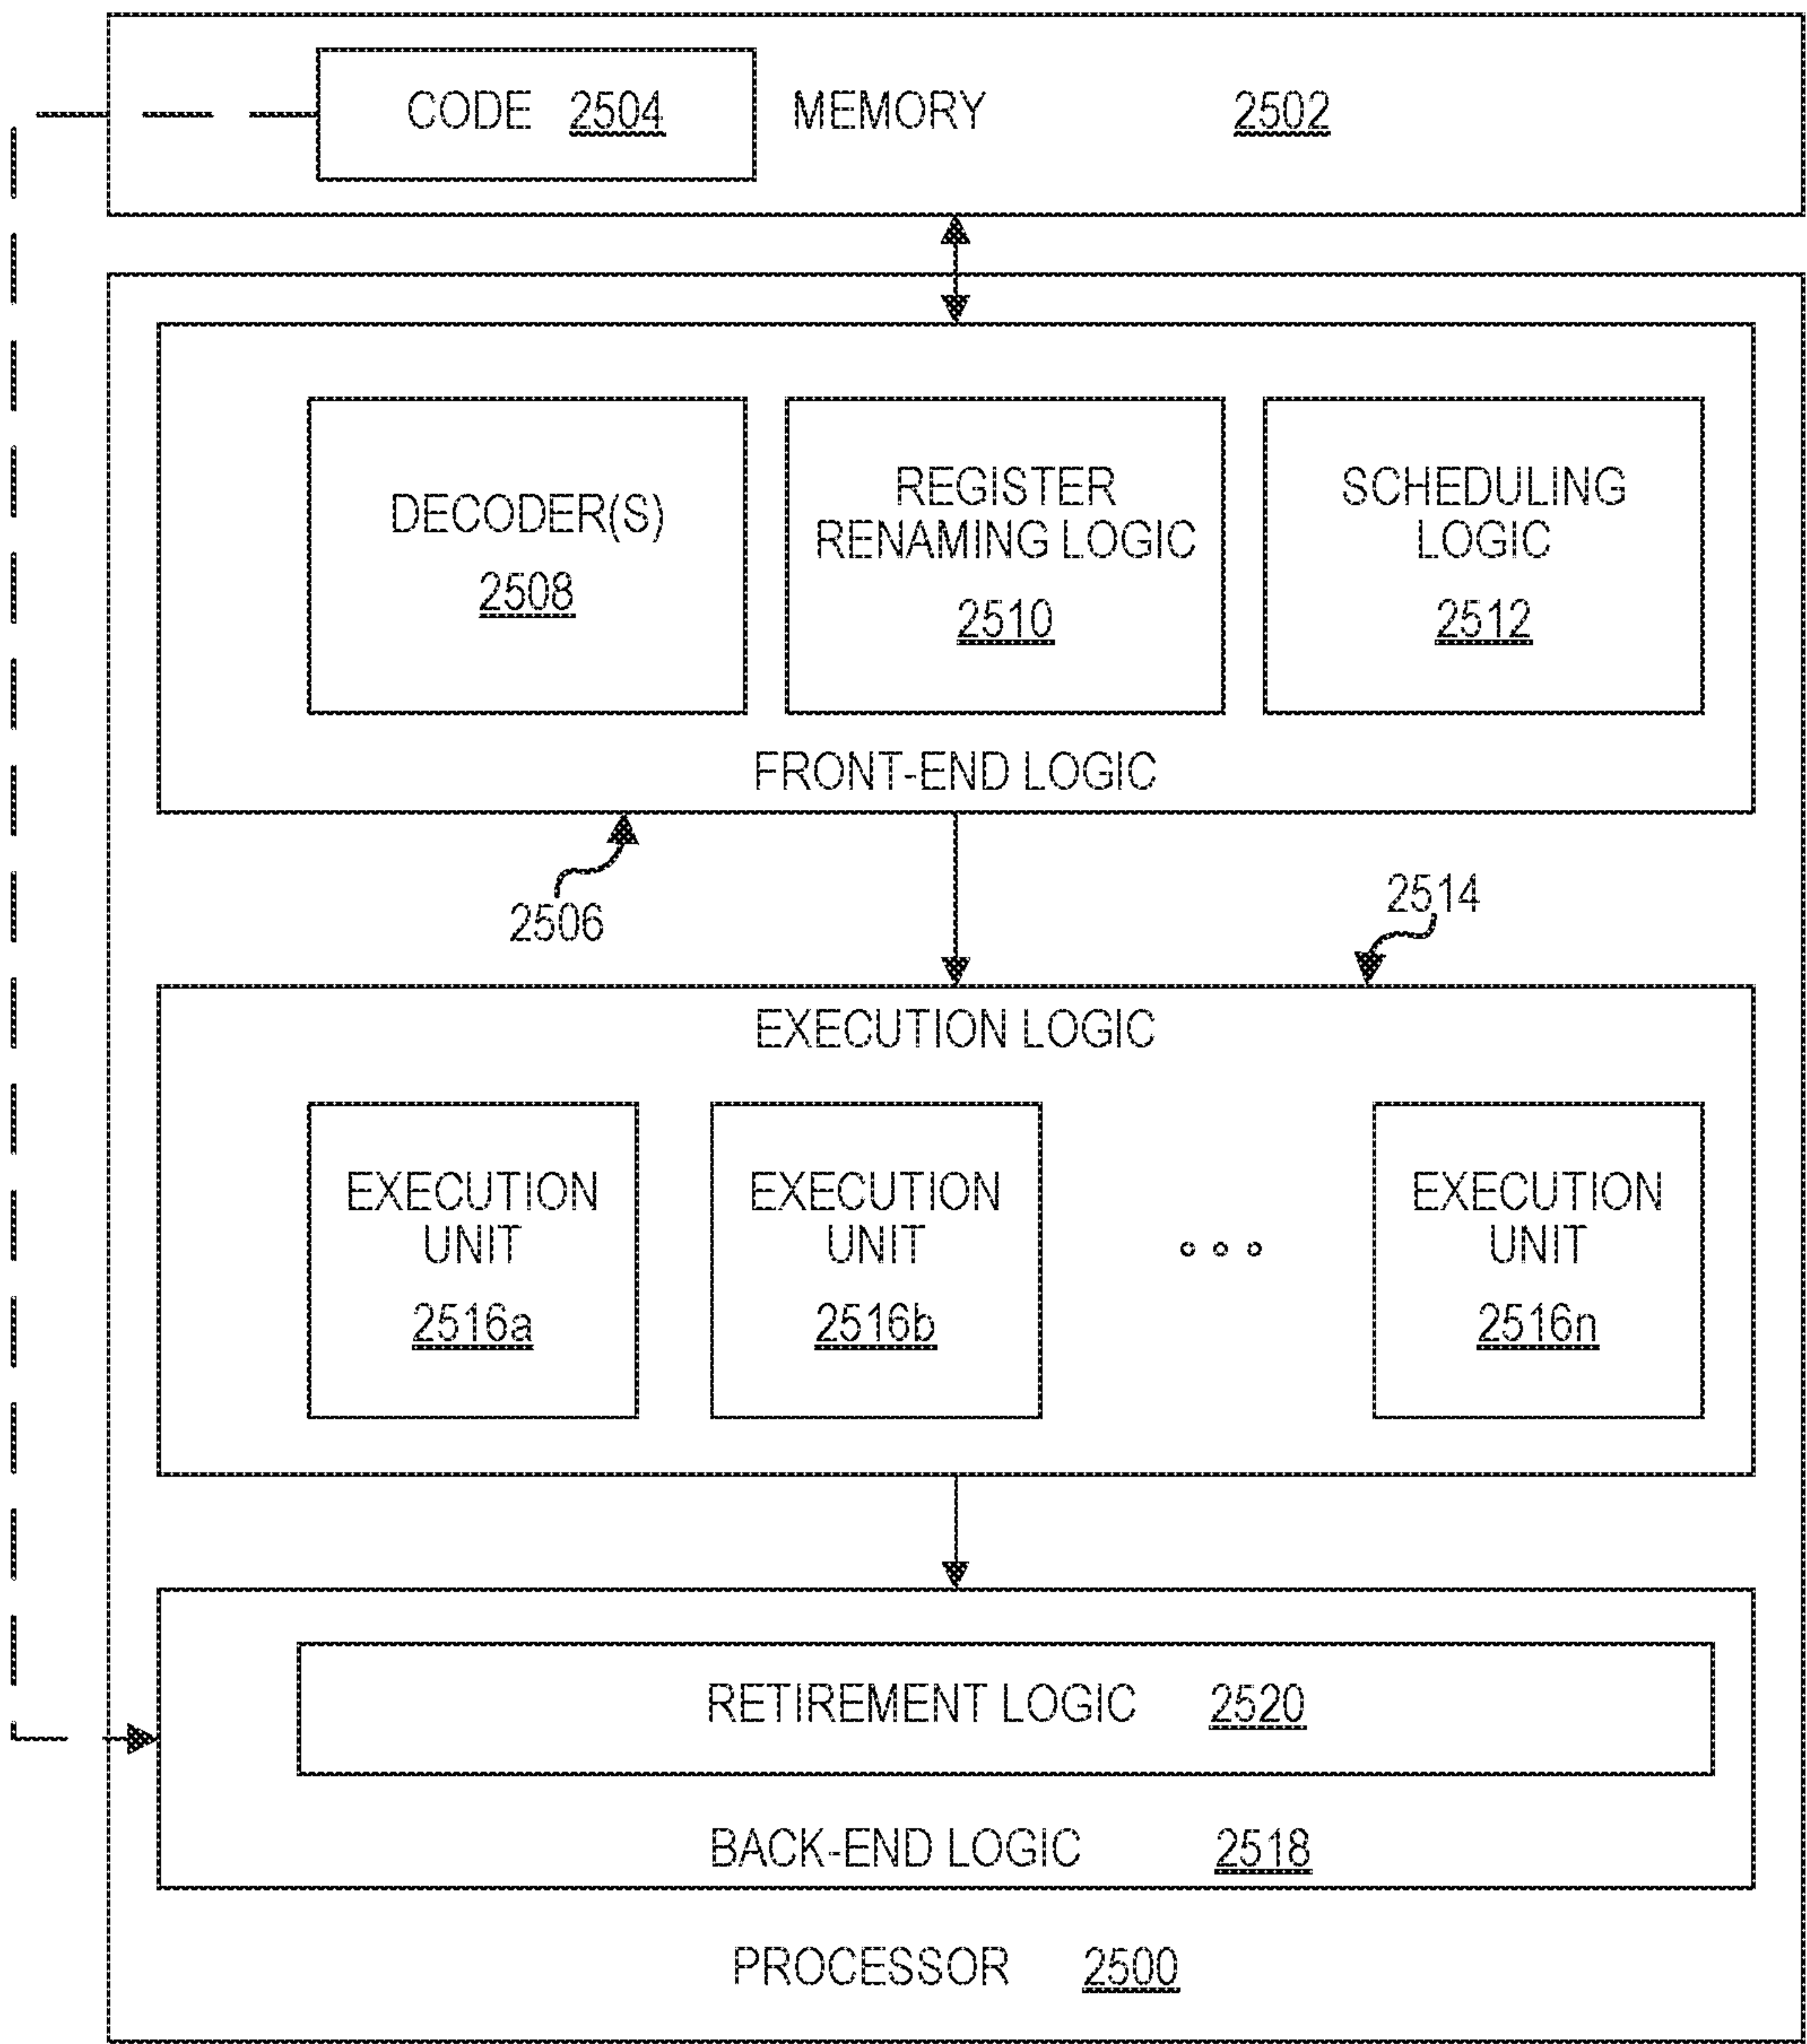 CODE 2504 MEMORY 2502
DECODER(S)
2508
REGISTER
RENAMING LOGIC
2510
SCHEDULING
LOGIC
2512
FRONT-END LOGIC
2506
2514
EXECUTION LOGIC
EXECUTION
UNIT
2516a
EXECUTION
UNIT
2516b
EXECUTION
UNIT
2516n
RETIREMENT LOGIC 2520
BACK-END LOGIC 2518
PROCESSOR 2500